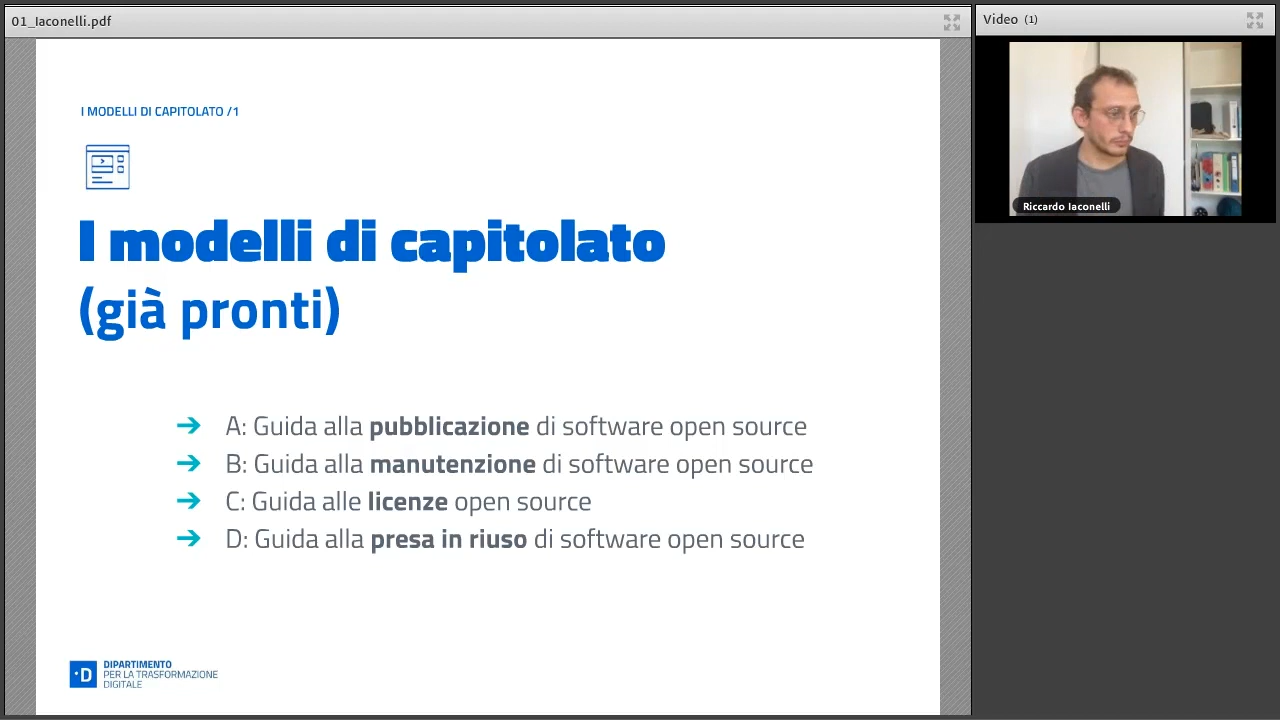 01_Iaconelli.pdf
Video (1)
I MODELLI DI CAPITOLATO /1
I modelli di capitolato
(già pronti)
➔ A: Guida alla pubblicazione di software open source
➔ B: Guida alla manutenzione di software open source
➔ C: Guida alle licenze open source
➔ D: Guida alla presa in riuso di software open source
·D
DIPARTIMENTO
PER LA TRASFORMAZIONE
DIGITALE
Riccardo Iaconelli